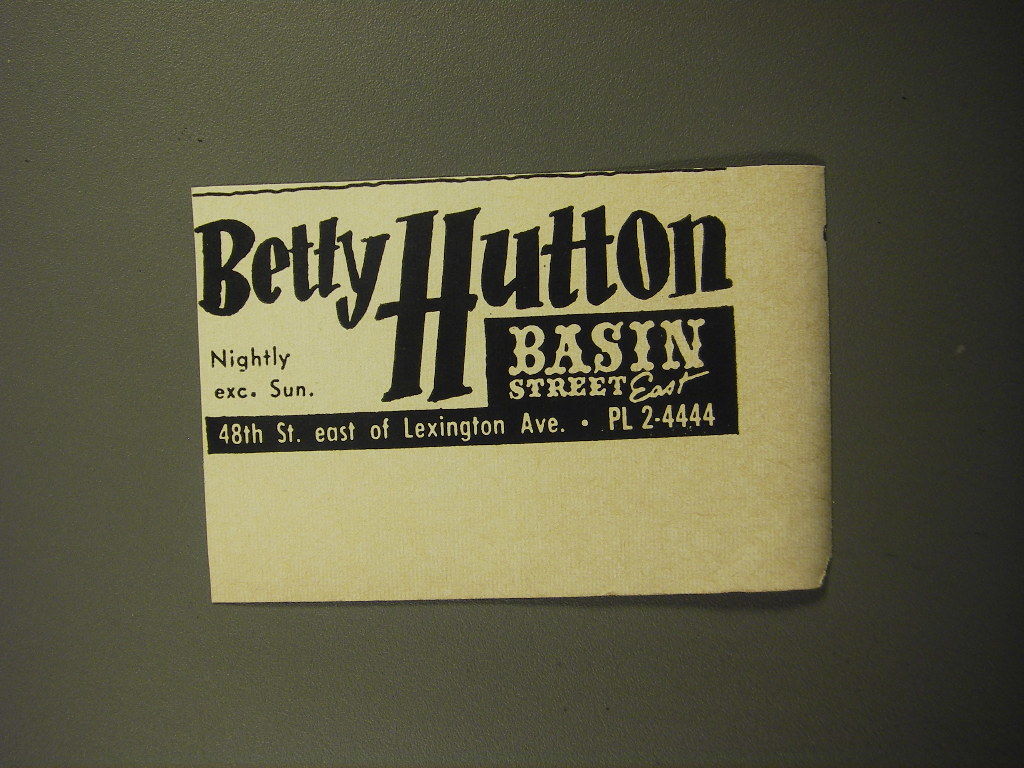 Betty Hutton
Nightly
exc. Sun.
BASIN
STREET East
48th St. east of Lexington Ave. • PL 2-4444